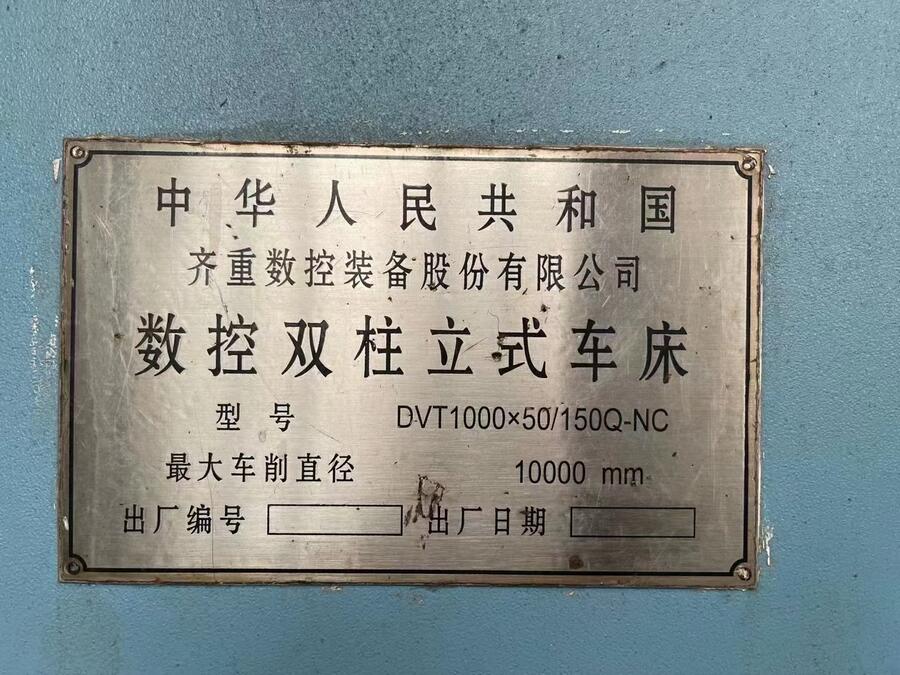 中华人民共和国
齐重数控装备股份有限公司
数控双柱立式车床
型号 DVT1000×50/150Q-NC
最大车削直径 10000 mm
出厂编号 出厂日期